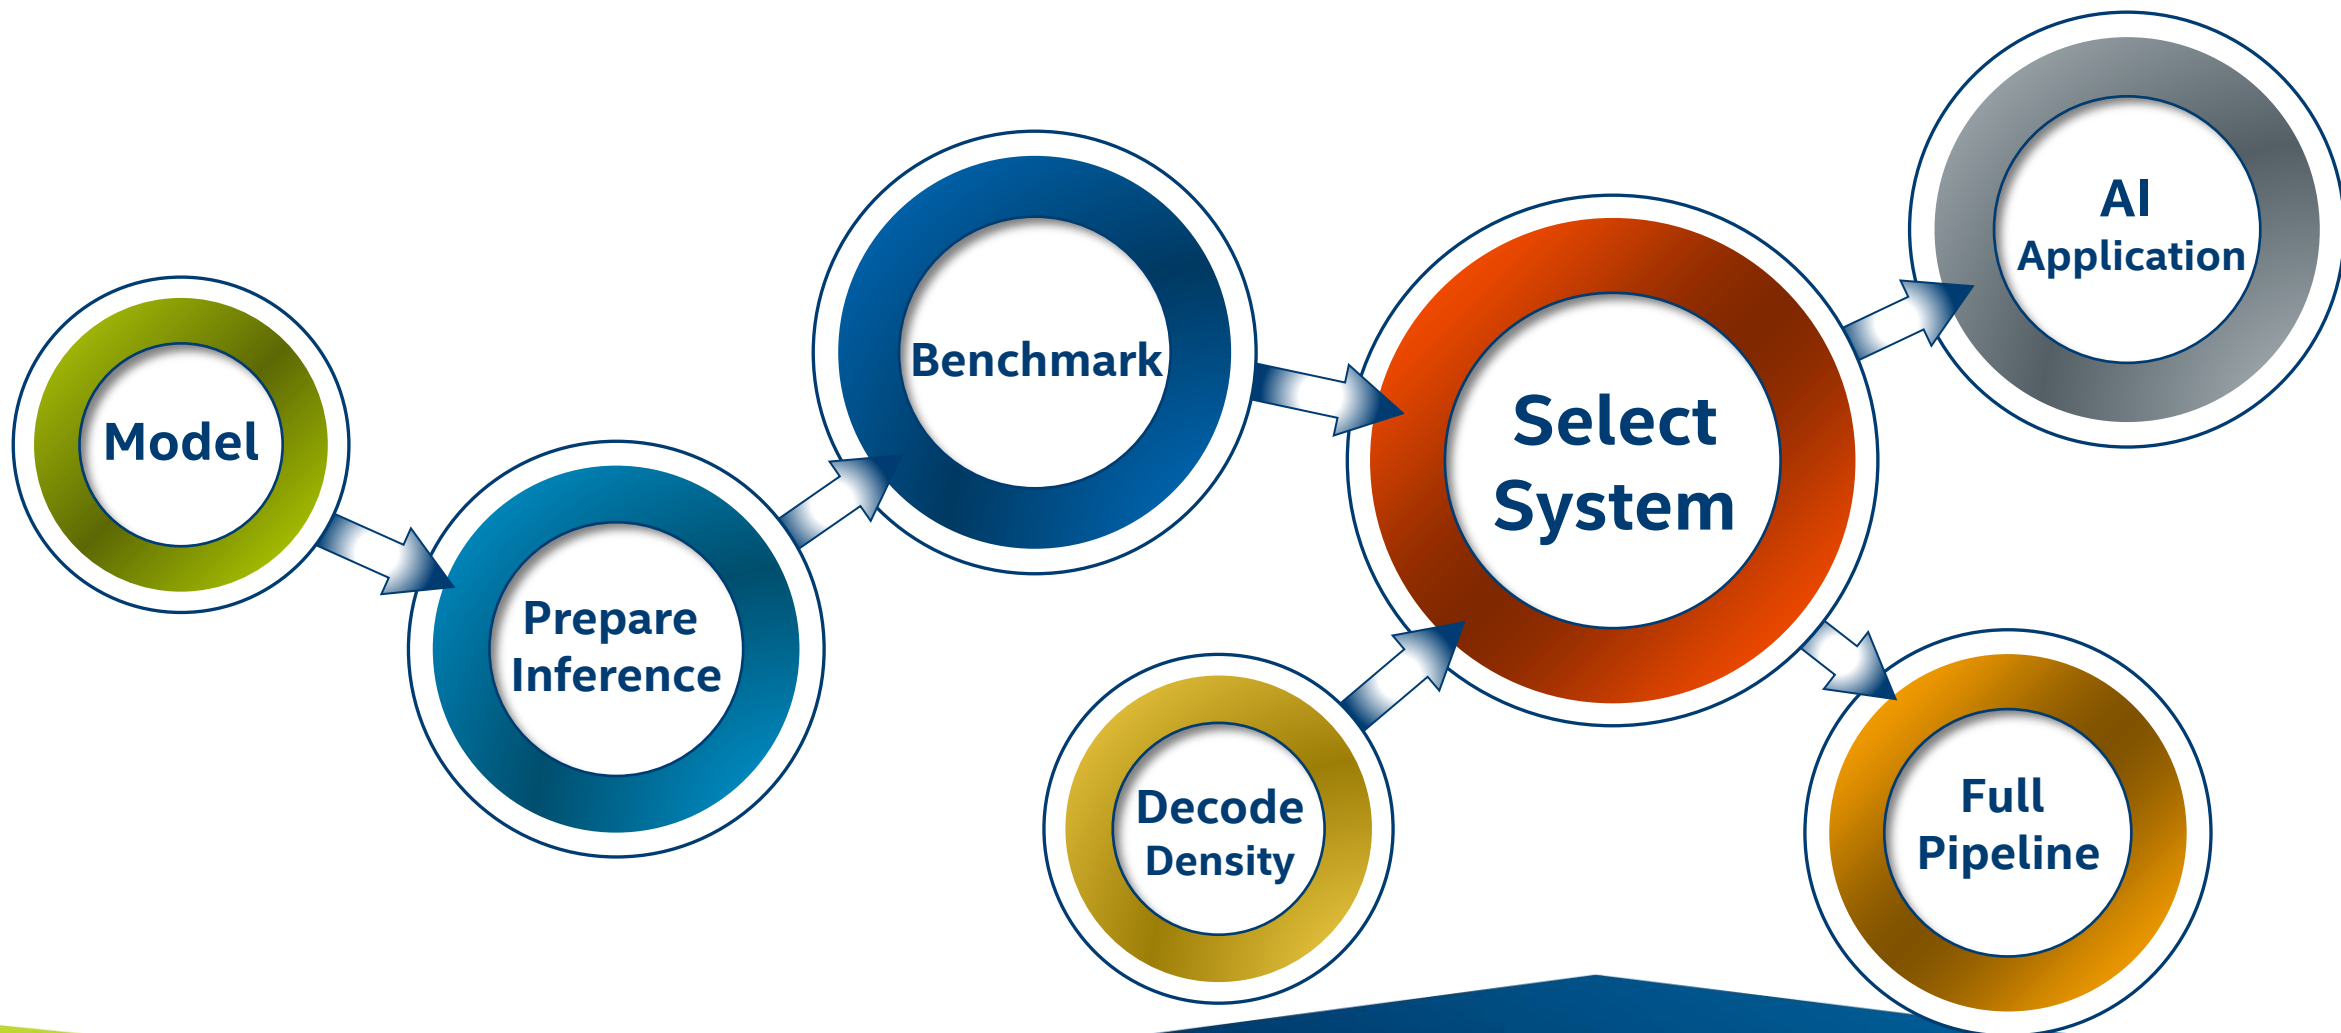 Model
Prepare
Inference
Benchmark
Decode
Density
Select
System
AI
Application
Full
Pipeline